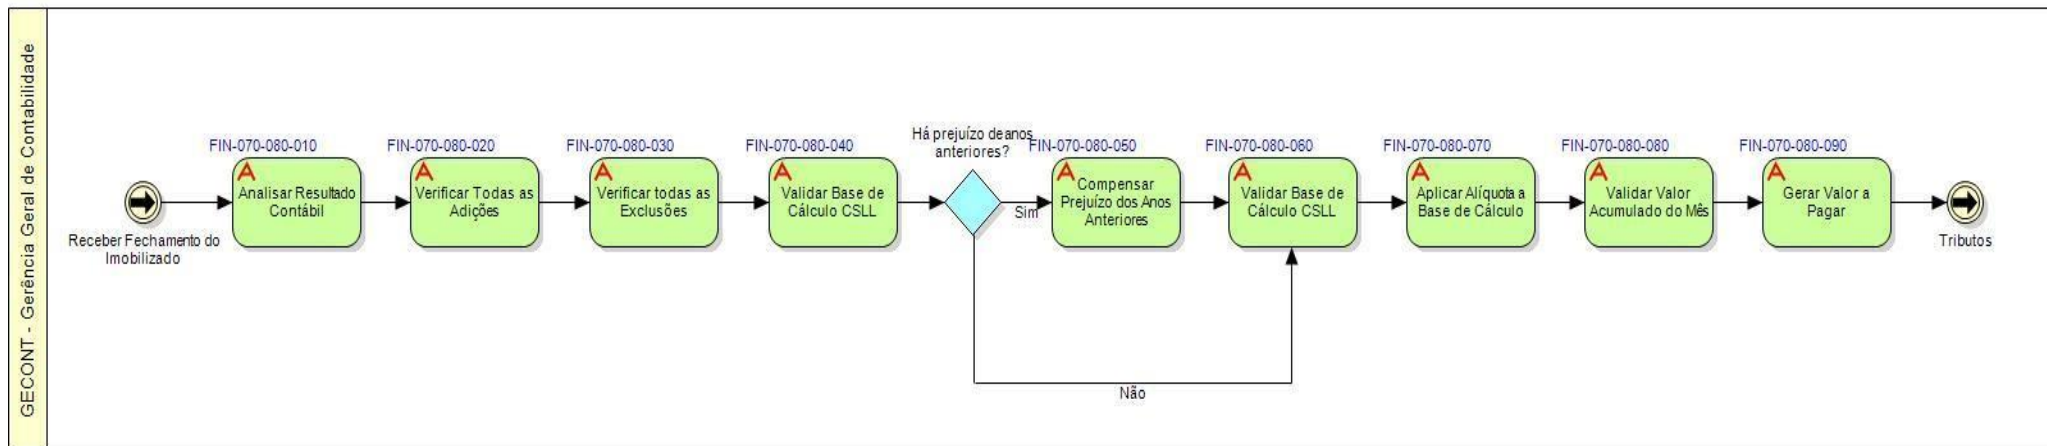 GECONT - Gerência Geral de Contabilidade
Receber Fechamento do
Imobilizado
FIN-070-080-010
A
Analisar Resultado
Contábil
FIN-070-080-020
A
Verificar Todas as
Adições
FIN-070-080-030
A
Verificar todas as
Exclusões
FIN-070-080-040
A
Validar Base de
Cálculo CSLL
Há prejuízo de anos
anteriores?
Sim
Não
FIN-070-080-050
A
Compensar
Prejuízo dos Anos
Anteriores
FIN-070-080-060
A
Validar Base de
Cálculo CSLL
FIN-070-080-070
A
Aplicar Alíquota a
Base de Cálculo
FIN-070-080-080
A
Validar Valor
Acumulado do Mês
FIN-070-080-090
A
Gerar Valor a
Pagar
Tributos